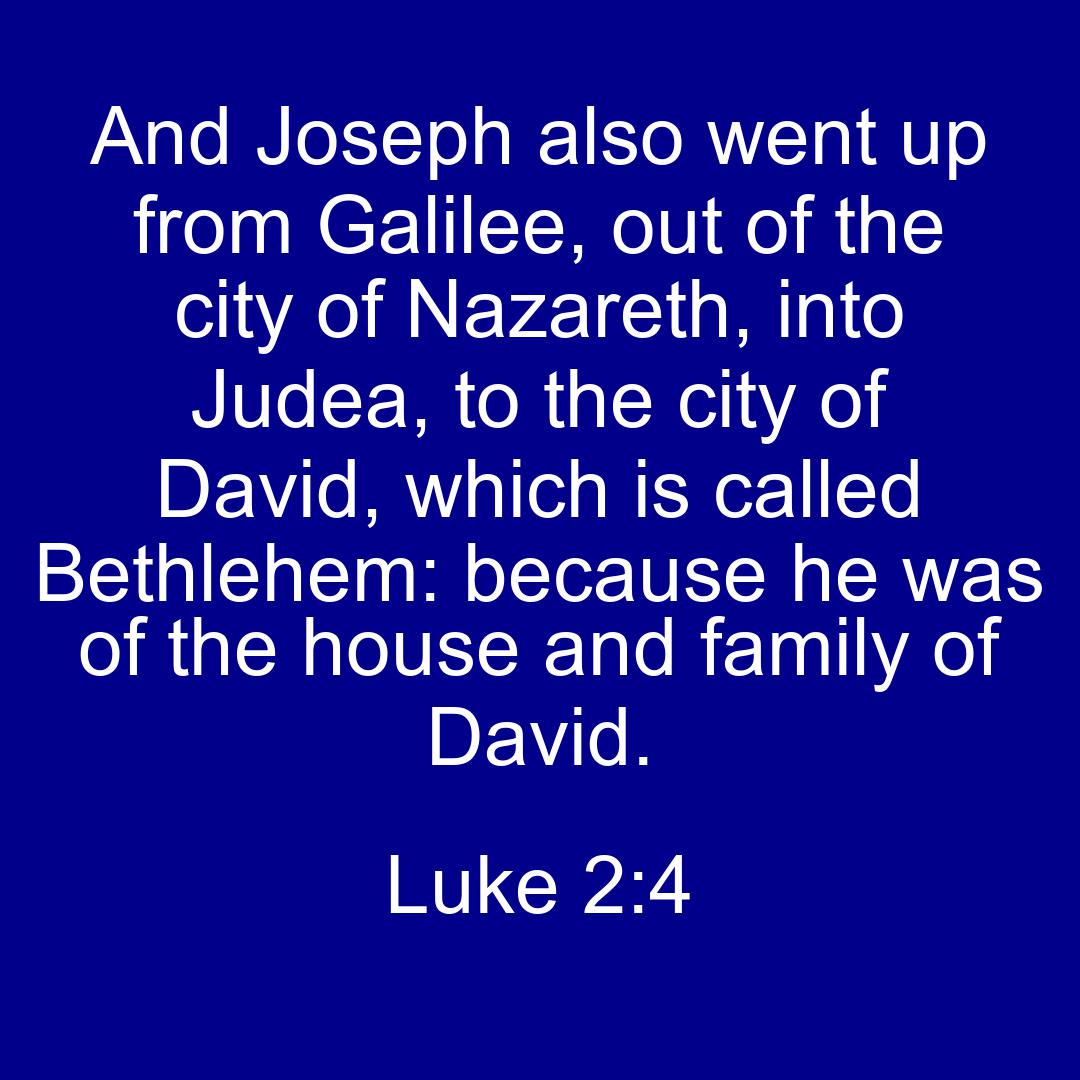 And Joseph also went up
from Galilee, out of the
city of Nazareth, into
Judea, to the city of
David, which is called
Bethlehem: because he was
of the house and family of
David.
Luke 2:4